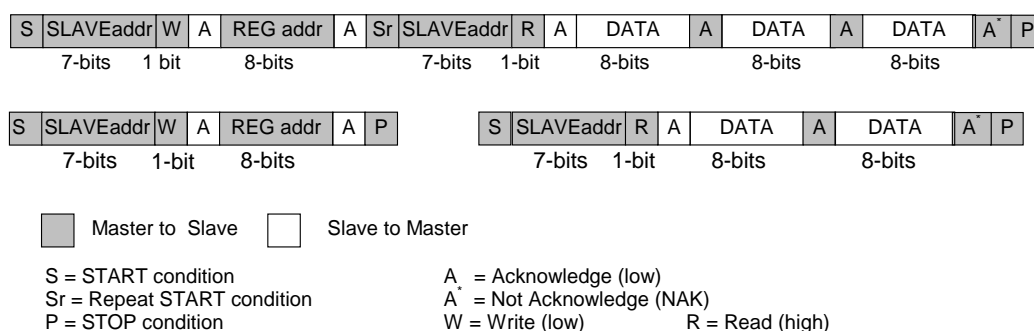 S SLAVEaddr W A REG addr A Sr SLAVEaddr R A DATA A DATA A DATA A* P
7-bits 1 bit 8-bits 7-bits 1-bit 8-bits 8-bits 8-bits
S SLAVEaddr W A REG addr A P S SLAVEaddr R A DATA A DATA A* P
7-bits 1-bit 8-bits 7-bits 1-bit 8-bits 8-bits
Master to Slave Slave to Master
S = START condition A = Acknowledge (low)
Sr = Repeat START condition A* = Not Acknowledge (NAK)
P = STOP condition W = Write (low) R = Read (high)